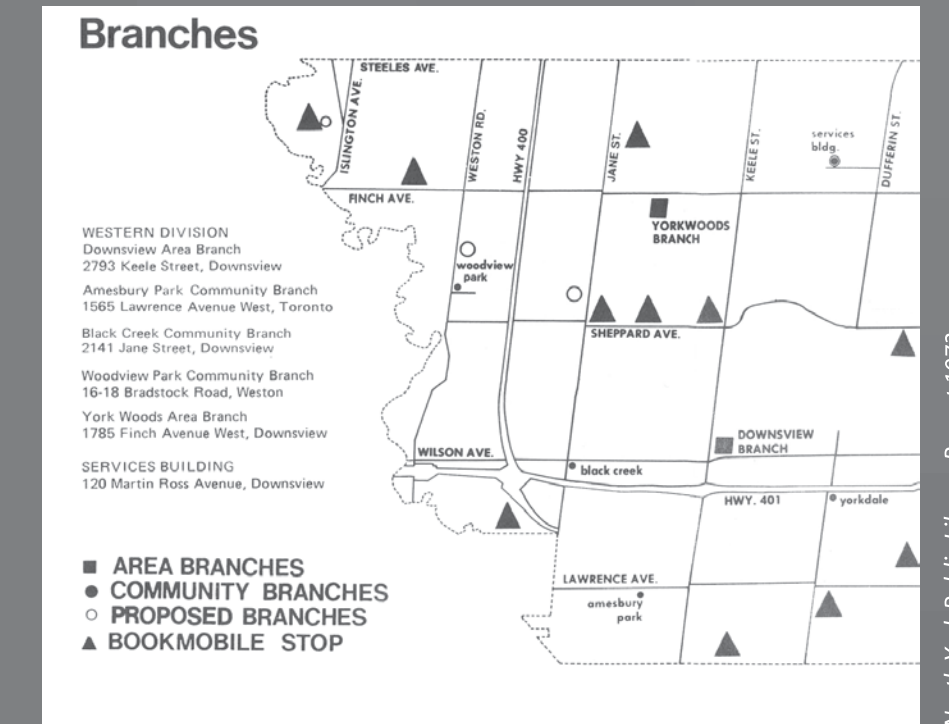 Branches
STEELES AVE.
ISLINGTON AVE.
WESTON RD.
HWY 400
JANE ST.
KEELE ST.
services
bldg.
DUFFERIN ST.
FINCH AVE.
YORKWOODS
BRANCH
WESTERN DIVISION
Downsview Area Branch
2793 Keele Street, Downsview
woodview
park
Amesbury Park Community Branch
1565 Lawrence Avenue West, Toronto
SHEPPARD AVE.
Black Creek Community Branch
2141 Jane Street, Downsview
Woodview Park Community Branch
16-18 Bradstock Road, Weston
York Woods Area Branch
1785 Finch Avenue West, Downsview
DOWNSVIEW
BRANCH
WILSON AVE.
SERVICES BUILDING
120 Martin Ross Avenue, Downsview
black creek
HWY. 401
yorkdale
AREA BRANCHES
COMMUNITY BRANCHES
PROPOSED BRANCHES
BOOKMOBILE STOP
LAWRENCE AVE.
amesbury
park